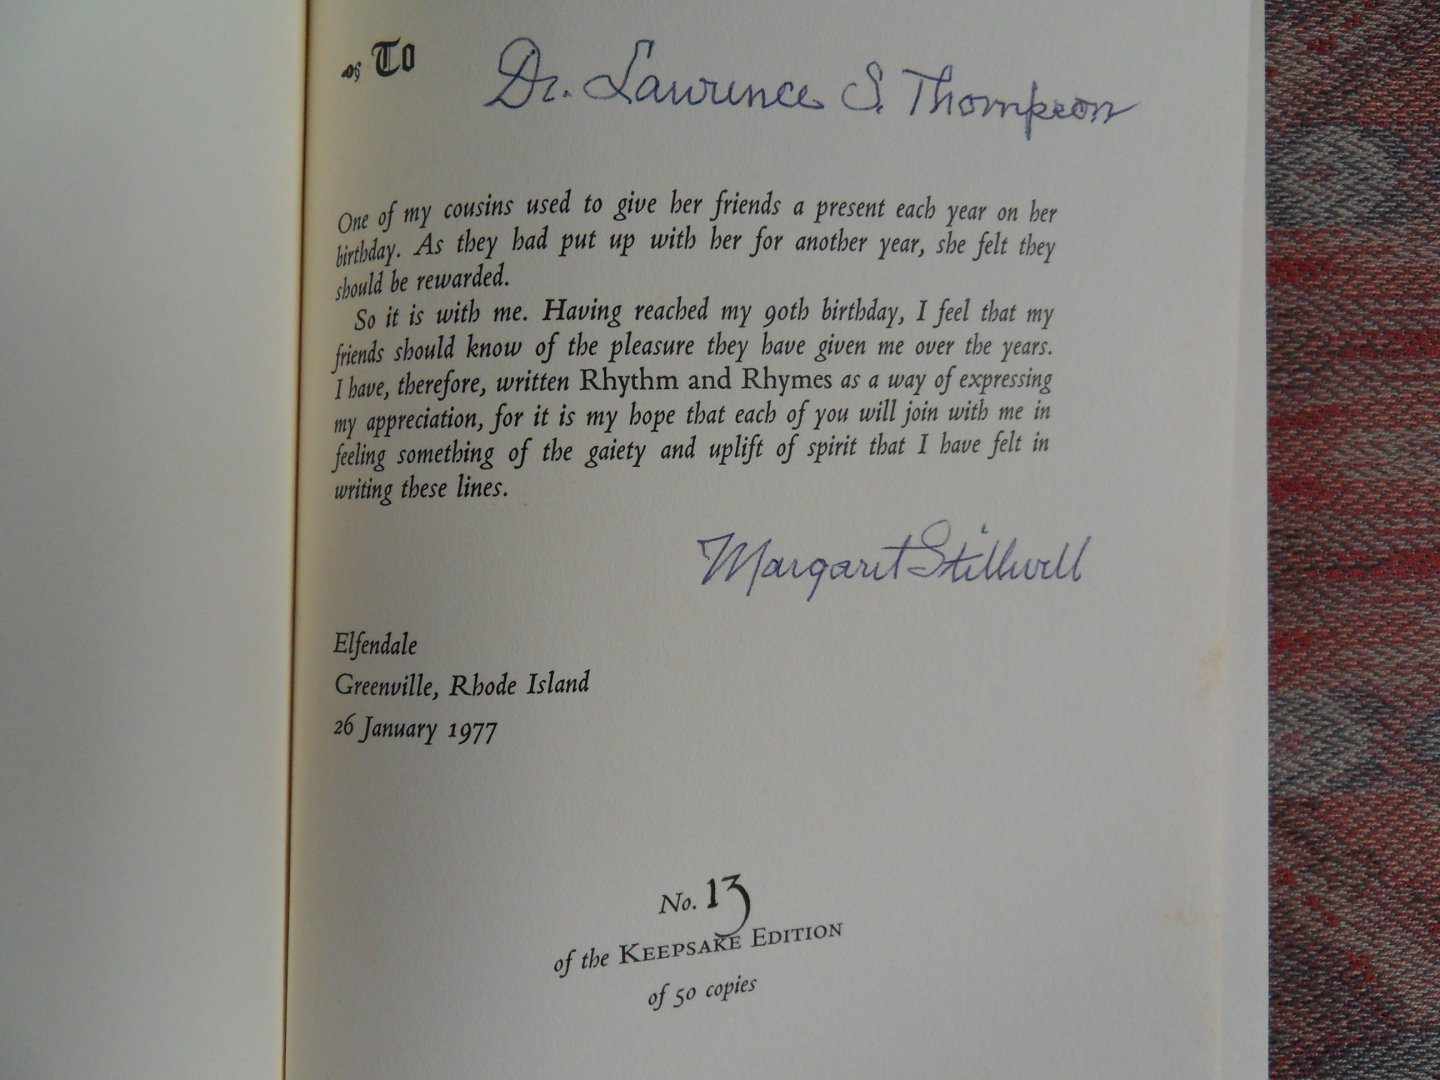 To Dr. Lawrence S. Thompson
One of my cousins used to give her friends a present each year on her
birthday. As they had put up with her for another year, she felt they
should be rewarded.
So it is with me. Having reached my 90th birthday, I feel that my
friends should know of the pleasure they have given me over the years.
I have, therefore, written Rhythm and Rhymes as a way of expressing
my appreciation, for it is my hope that each of you will join with me in
feeling something of the gaiety and uplift of spirit that I have felt in
writing these lines.
Margaret Stillwell
Elfendale
Greenville, Rhode Island
26 January 1977
No. 13
of the Keepsake Edition
of 50 copies